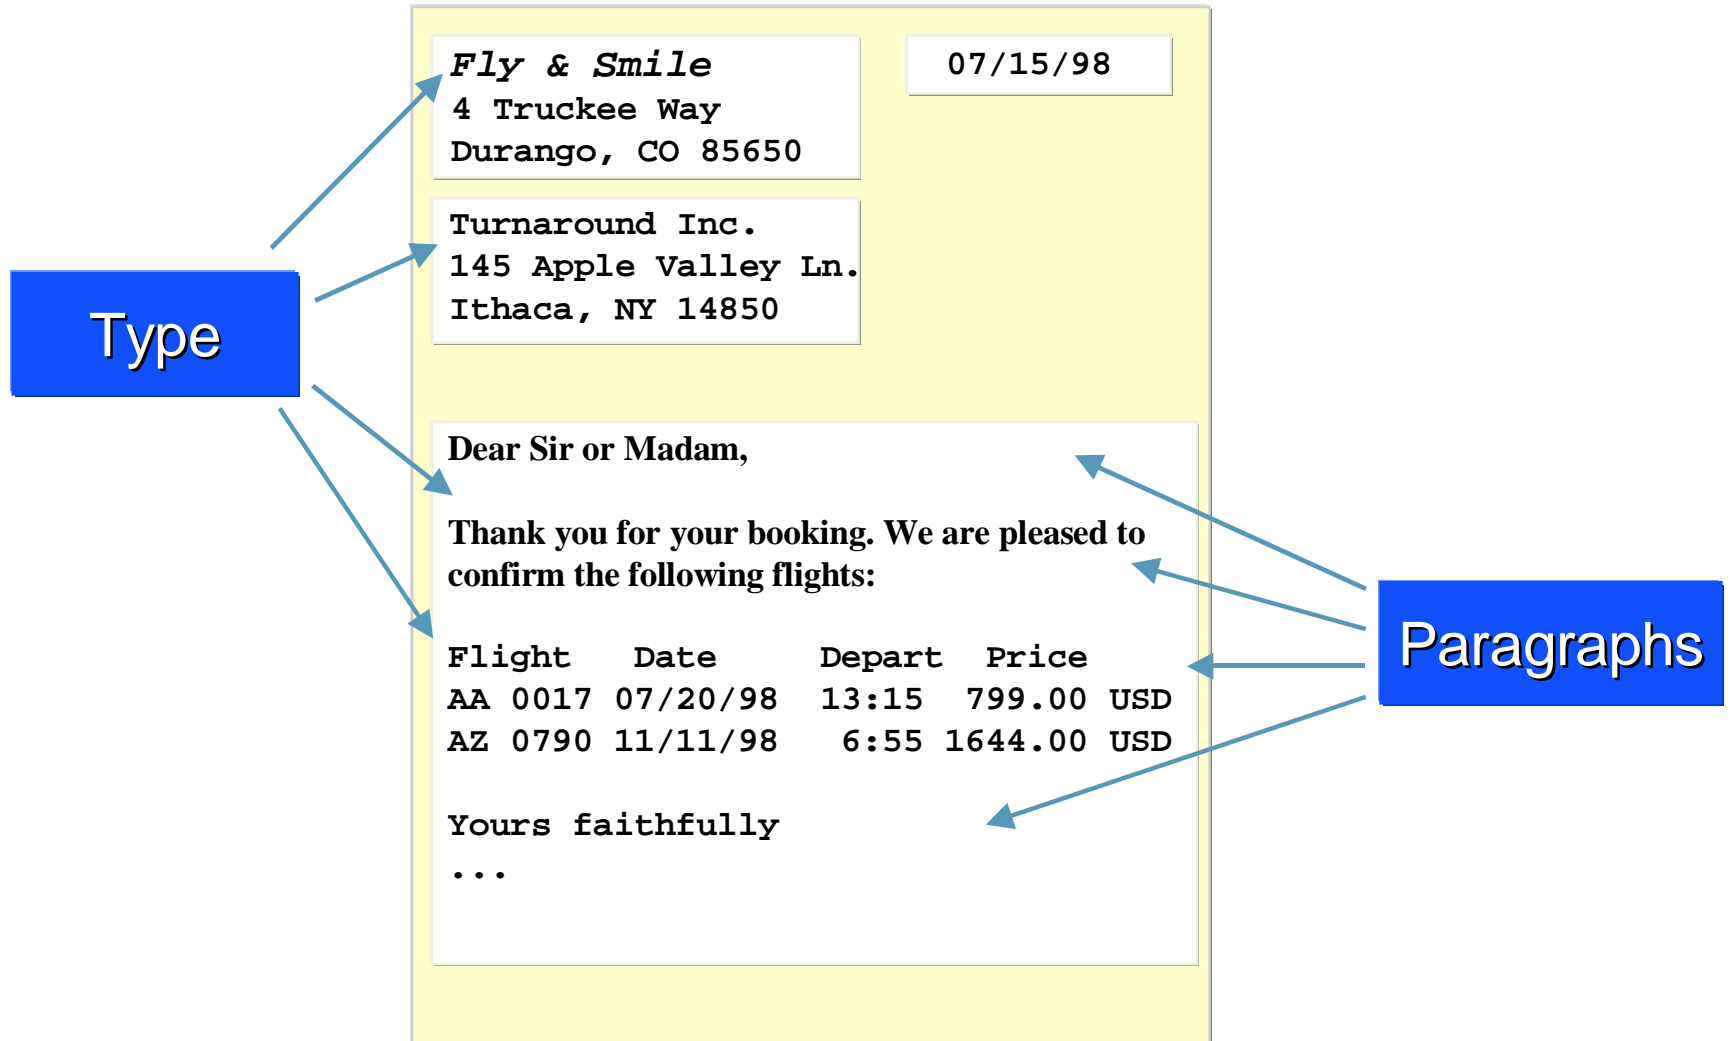 Fly & Smile
4 Truckee Way
Durango, CO 85650
07/15/98
Turnaround Inc.
145 Apple Valley Ln.
Ithaca, NY 14850
Type
Dear Sir or Madam,
Thank you for your booking. We are pleased to
confirm the following flights:
Flight Date Depart Price
AA 0017 07/20/98 13:15 799.00 USD
AZ 0790 11/11/98 6:55 1644.00 USD
Yours faithfully
...
Paragraphs